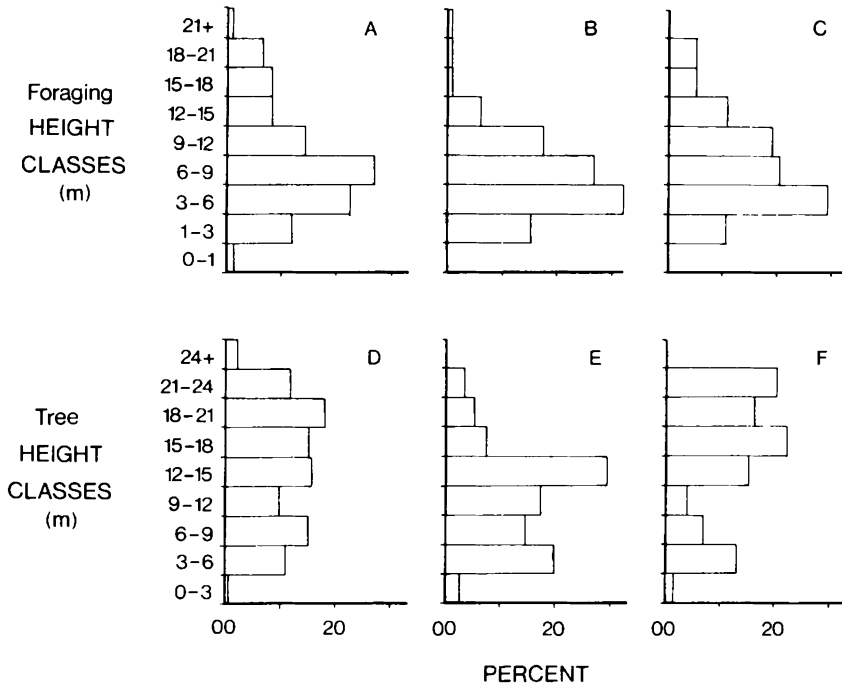 21+
18-21
15-18
12-15
9-12
6-9
3-6
1-3
0-1
Foraging
HEIGHT
CLASSES
(m)
A
B
C
24+
21-24
18-21
15-18
12-15
9-12
6-9
3-6
0-3
Tree
HEIGHT
CLASSES
(m)
D
E
F
00 20 00 20 00 20
PERCENT